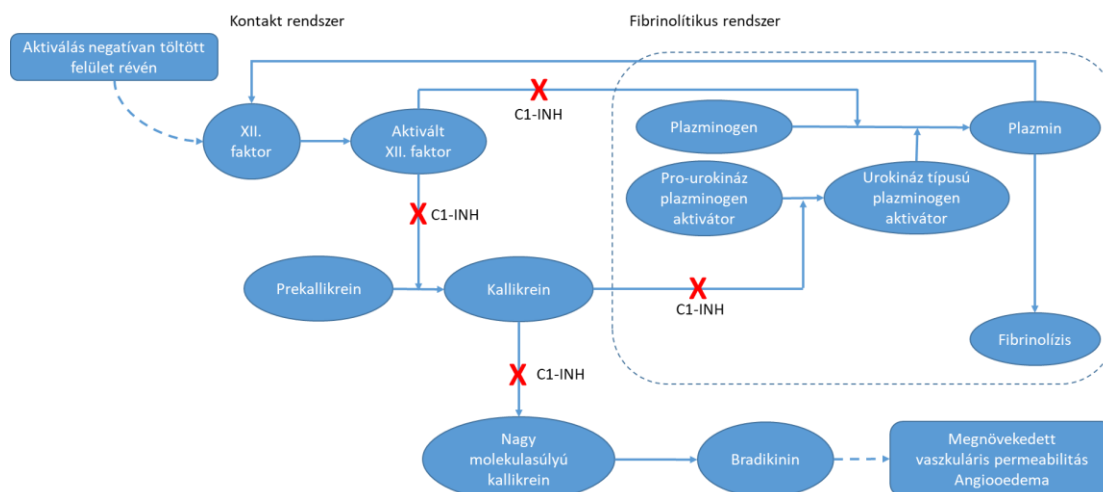 Kontakt rendszer
Fibrinolítikus rendszer
Aktiválás negatívan töltött
felület révén
X
C1-INH
XII.
faktor
Aktivált
XII. faktor
Plazminogen
Plazmin
Pro-urokináz
plazminogen
aktivátor
Urokináz típusú
plazminogen
aktivátor
X
C1-INH
Prekallikrein
Kallikrein
X
C1-INH
Fibrinolízis
X
C1-INH
Nagy
molekulasúlyú
kallikrein
Bradikinin
Megnövekedett
vaszkuláris permeabilitás
Angiooedema